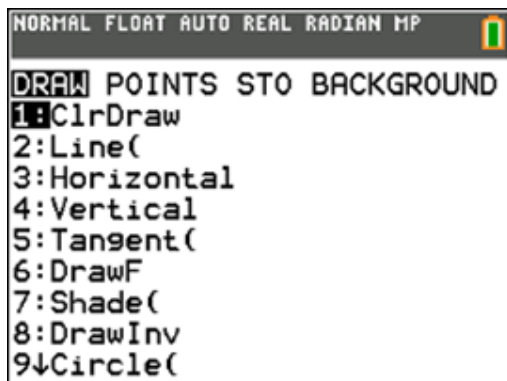 NORMAL FLOAT AUTO REAL RADIAN MP
DRAW POINTS STO BACKGROUND
1:ClrDraw
2:Line(
3:Horizontal
4:Vertical
5:Tangent(
6:DrawF
7:Shade(
8:DrawInv
9↓Circle(